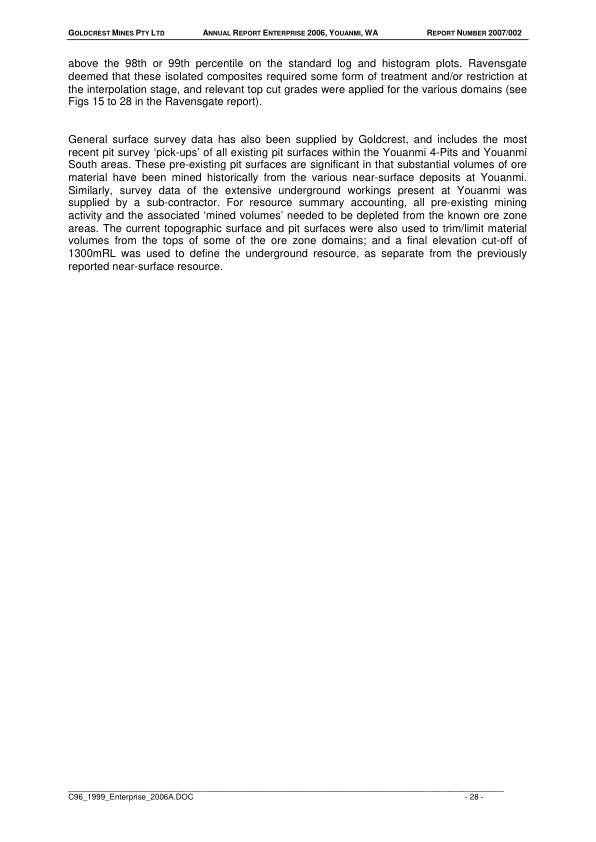 GOLDCREST MINES PTY LTD ANNUAL REPORT ENTERPRISE 2006, YOUANMI, WA REPORT NUMBER 2007/002
above the 98th or 99th percentile on the standard log and histogram plots. Ravensgate
deemed that these isolated composites required some form of treatment and/or restriction at
the interpolation stage, and relevant top cut grades were applied for the various domains (see
Figs 15 to 28 in the Ravensgate report).
General surface survey data has also been supplied by Goldcrest, and includes the most
recent pit survey ‘pick-ups’ of all existing pit surfaces within the Youanmi 4-Pits and Youanmi
South areas. These pre-existing pit surfaces are significant in that substantial volumes of ore
material have been mined historically from the various near-surface deposits at Youanmi.
Similarly, survey data of the extensive underground workings present at Youanmi was
supplied by a sub-contractor. For resource summary accounting, all pre-existing mining
activity and the associated ‘mined volumes’ needed to be depleted from the known ore zone
areas. The current topographic surface and pit surfaces were also used to trim/limit material
volumes from the tops of some of the ore zone domains; and a final elevation cut-off of
1300mRL was used to define the underground resource, as separate from the previously
reported near-surface resource.
C96_1999_Enterprise_2006A.DOC - 28 -